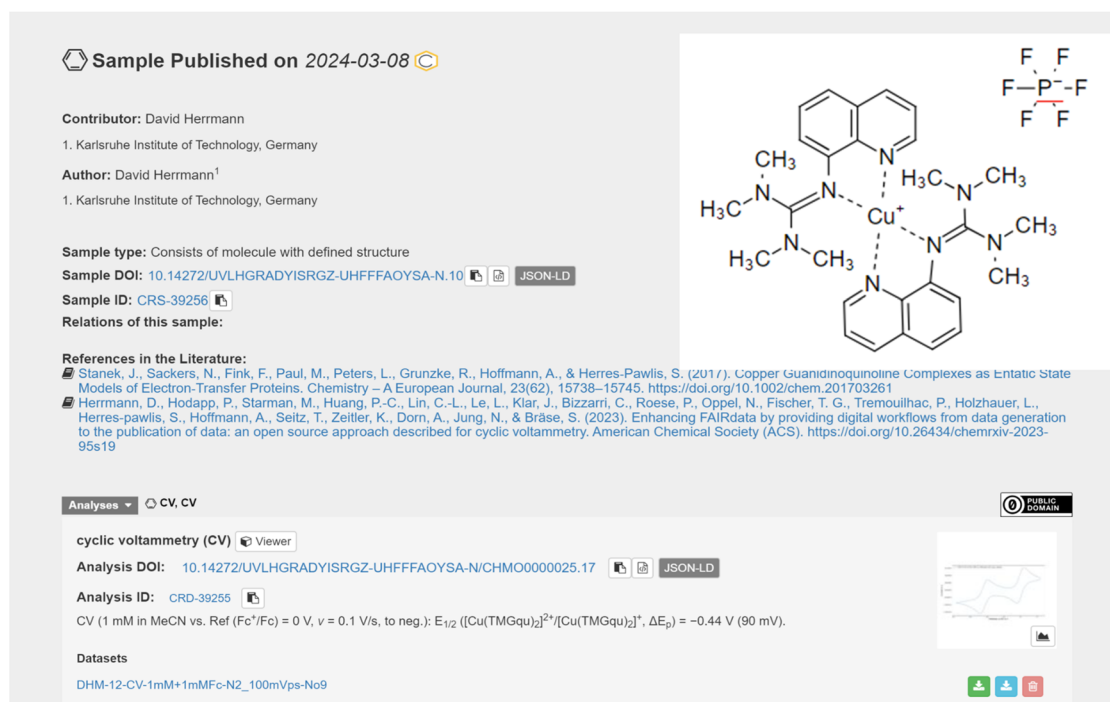 Sample Published on 2024-03-08 C
Contributor: David Herrmann
1. Karlsruhe Institute of Technology, Germany
Author: David Herrmann1
1. Karlsruhe Institute of Technology, Germany
Sample type: Consists of molecule with defined structure
Sample DOI: 10.14272/UVLHGRADYISRGZ-UHFFFAOYSA-N.10 JSON-LD
Sample ID: CRS-39256
Relations of this sample:
F F
F P- F
F F
N
CH3
N
H3C
N
N
H3C CH3
Cu+
H3C N CH3
N
N CH3
CH3
N
References in the Literature:
Stanek, J., Sackers, N., Fink, F., Paul, M., Peters, L., Grunzke, R., Hoffmann, A., & Herres-Pawlis, S. (2017). Copper Guanidinoquinoline Complexes as Entatic State
Models of Electron-Transfer Proteins. Chemistry – A European Journal, 23(62), 15738–15745. https://doi.org/10.1002/chem.201703261
Herrmann, D., Hodapp, P., Starman, M., Huang, P.-C., Lin, C.-L., Le, L., Klar, J., Bizzarri, C., Roese, P., Oppel, N., Fischer, T. G., Tremouilhac, P., Holzhauer, L.,
Herres-pawlis, S., Hoffmann, A., Seitz, T., Zeitler, K., Dorn, A., Jung, N., & Bräse, S. (2023). Enhancing FAIRdata by providing digital workflows from data generation
to the publication of data: an open source approach described for cyclic voltammetry. American Chemical Society (ACS). https://doi.org/10.26434/chemrxiv-2023-
95s19
Analyses CV, CV
0 PUBLIC DOMAIN
cyclic voltammetry (CV) Viewer
Analysis DOI: 10.14272/UVLHGRADYISRGZ-UHFFFAOYSA-N/CHMO0000025.17 JSON-LD
Analysis ID: CRD-39255
CV (1 mM in MeCN vs. Ref (Fc+/Fc) = 0 V, v = 0.1 V/s, to neg.): E1/2 ([Cu(TMGqu)2]2+/[Cu(TMGqu)2]+, ΔEp) = −0.44 V (90 mV).
Datasets
DHM-12-CV-1mM+1mMFc-N2_100mVps-No9